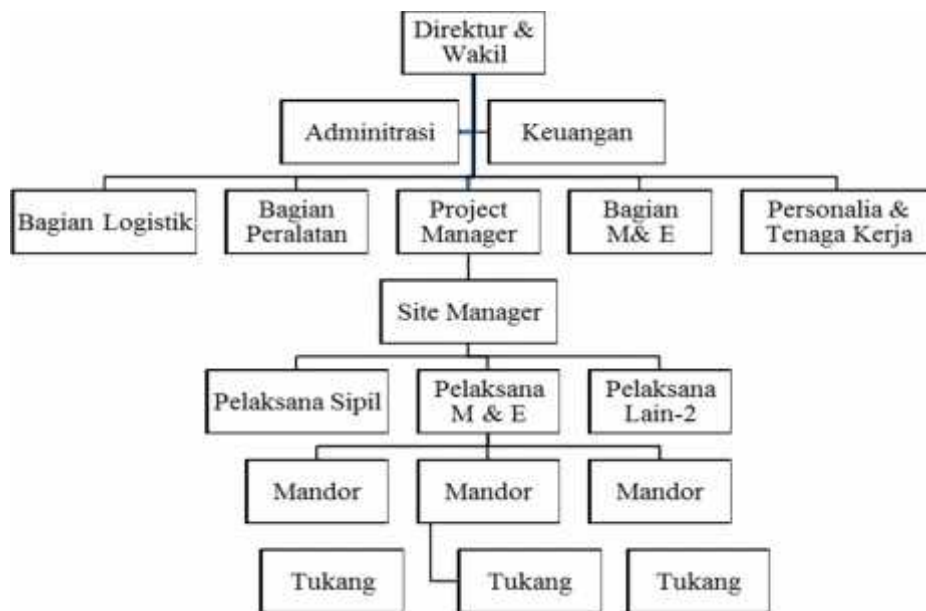 Direktur &
Wakil
Adminitrasi
Keuangan
Bagian Logistik
Bagian
Peralatan
Project
Manager
Bagian
M& E
Personalia &
Tenaga Kerja
Site Manager
Pelaksana Sipil
Pelaksana
M & E
Pelaksana
Lain-2
Mandor
Mandor
Mandor
Tukang
Tukang
Tukang